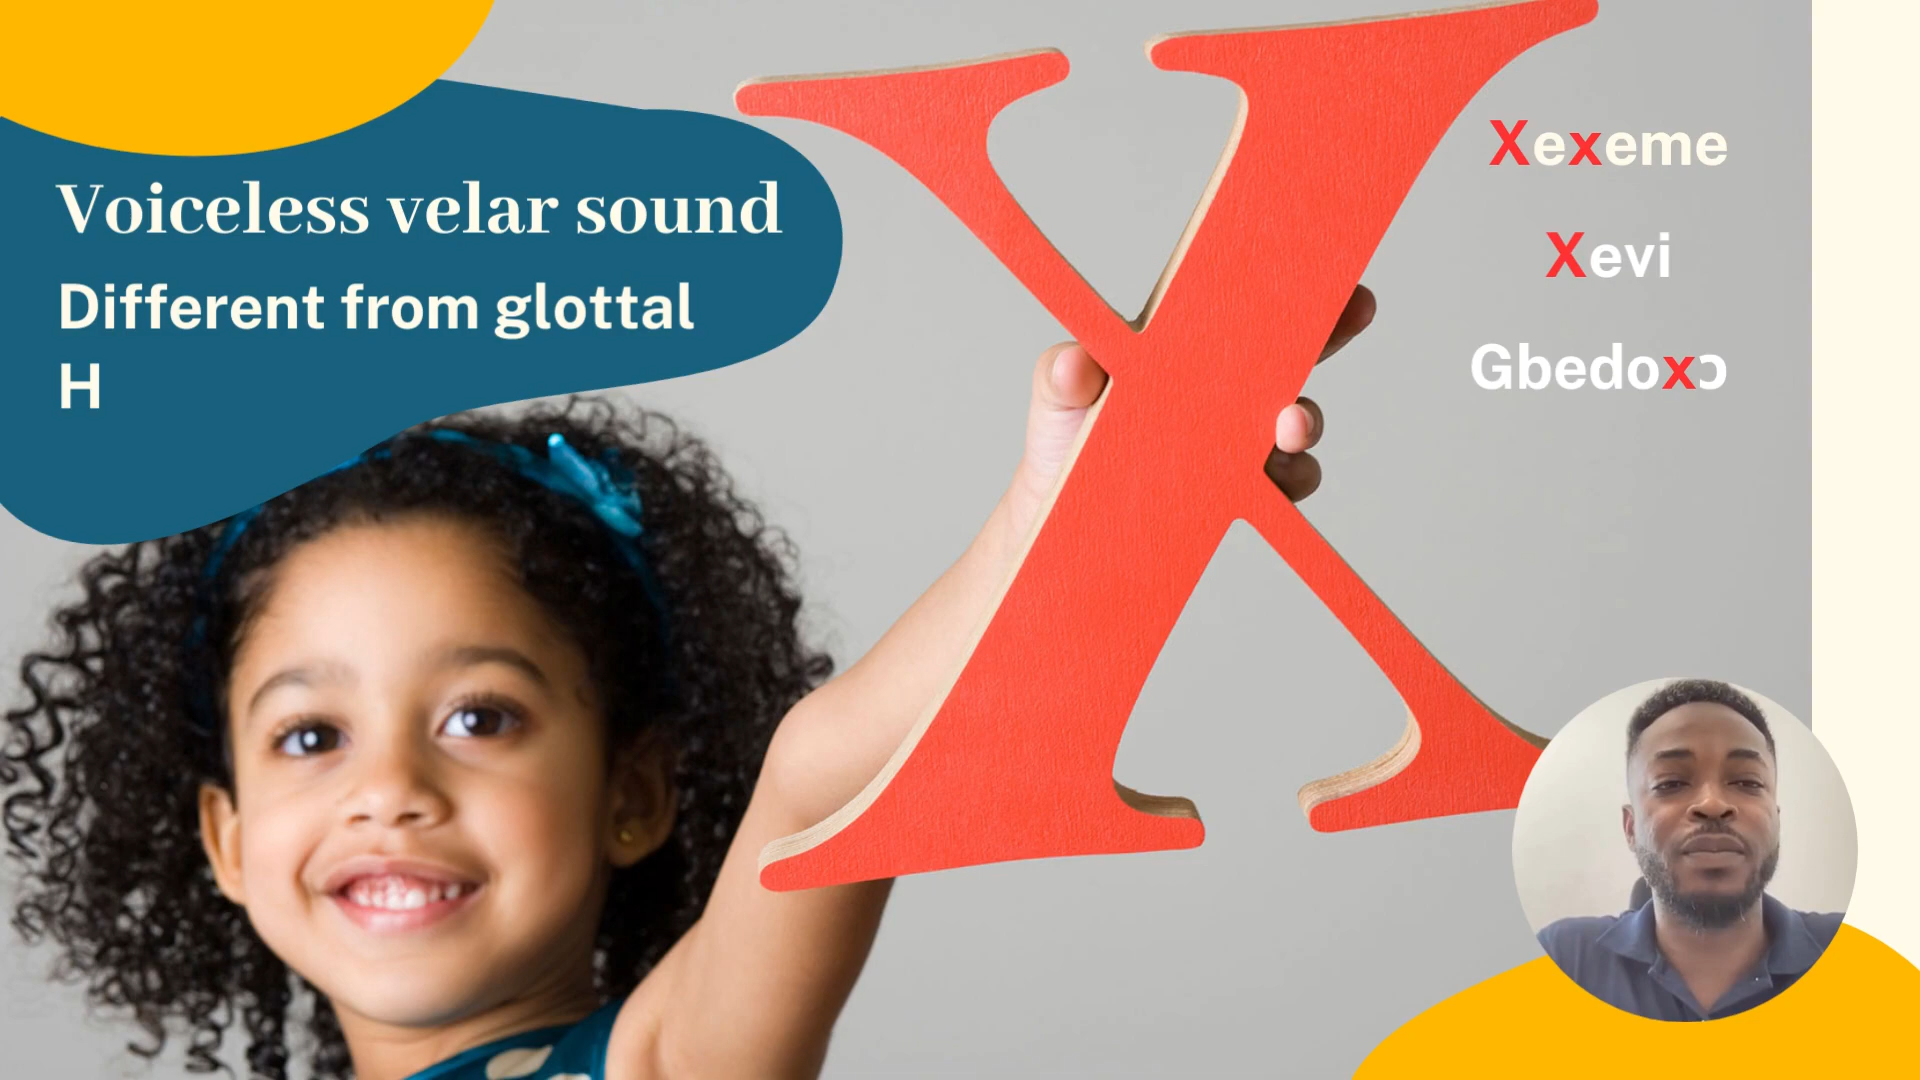 Voiceless velar sound
Different from glottal
H
X
Xexeme
Xevi
Gbedoxɔ